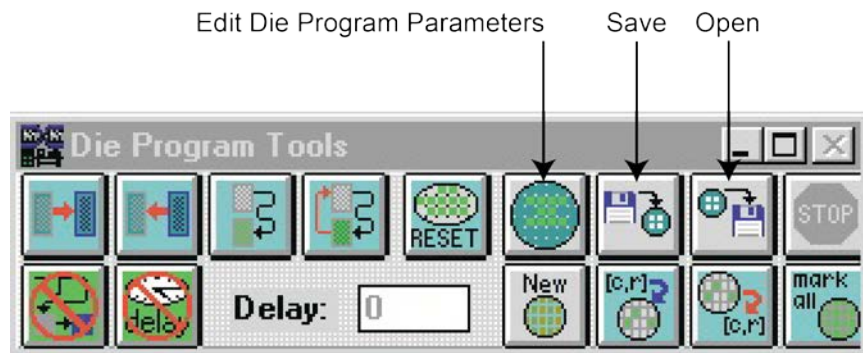 Edit Die Program Parameters Save Open
Die Program Tools
RESET STOP
delay Delay: 0 New [c,r] [c,r] mark
all